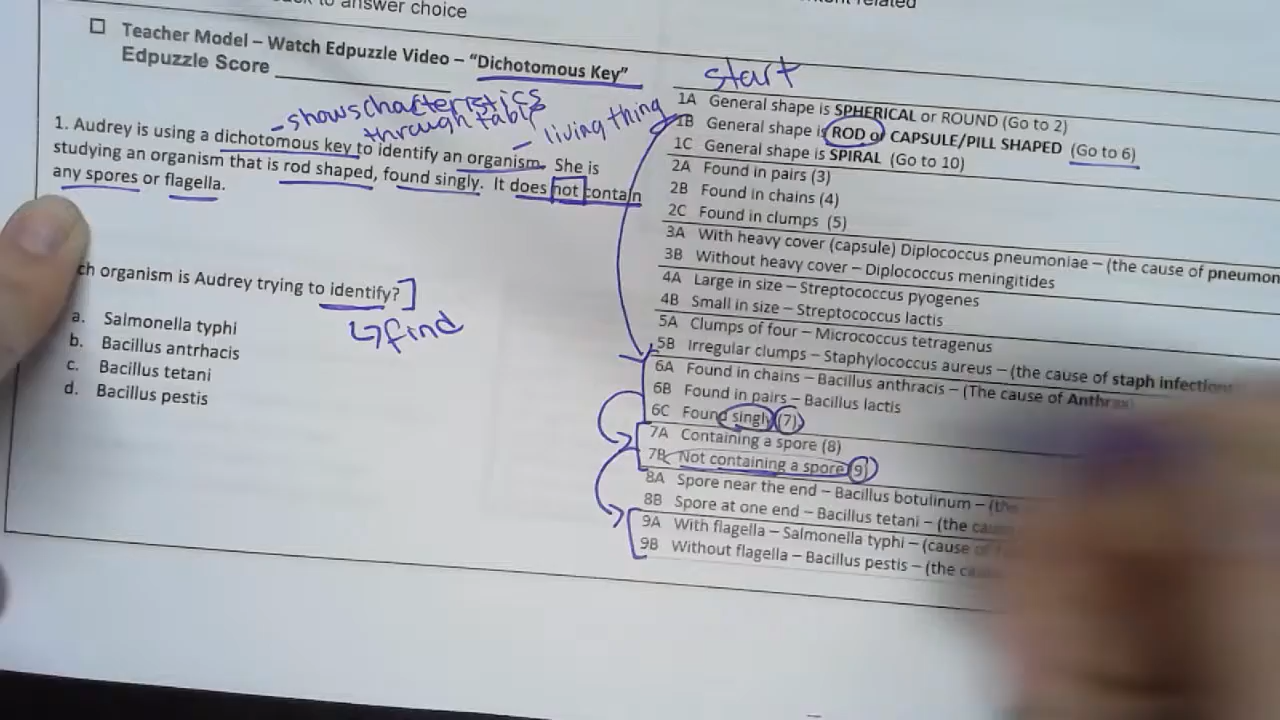 to answer choice
related
☐ Teacher Model – Watch Edpuzzle Video – "Dichotomous Key"
Edpuzzle Score
-shows chacteristics
through table
- living thing
1. Audrey is using a dichotomous key to identify an organism. She is
studying an organism that is rod shaped, found singly. It does not contain
any spores or flagella.
organism is Audrey trying to identify?]
↳find
a. Salmonella typhi
b. Bacillus antrhacis
c. Bacillus tetani
d. Bacillus pestis
start
1A General shape is SPHERICAL or ROUND (Go to 2)
1B General shape is ROD or CAPSULE/PILL SHAPED (Go to 6)
1C General shape is SPIRAL (Go to 10)
2A Found in pairs (3)
2B Found in chains (4)
2C Found in clumps (5)
3A With heavy cover (capsule) Diplococcus pneumoniae – (the cause of
3B Without heavy cover – Diplococcus meningitides
4A Large in size – Streptococcus pyogenes
4B Small in size – Streptococcus lactis
5A Clumps of four – Micrococcus tetragenus
5B Irregular clumps – Staphylococcus aureus – (the cause of staph infection
6A Found in chains – Bacillus anthracis – (The cause of Anthrax)
6B Found in pairs – Bacillus lactis
6C Found singly (7)
7A Containing a spore (8)
7B Not containing a spore (9)
8A Spore near the end – Bacillus botulinum – (the
8B Spore at one end – Bacillus tetani – (the
9A With flagella – Salmonella typhi – (cause of
9B Without flagella – Bacillus pestis – (the